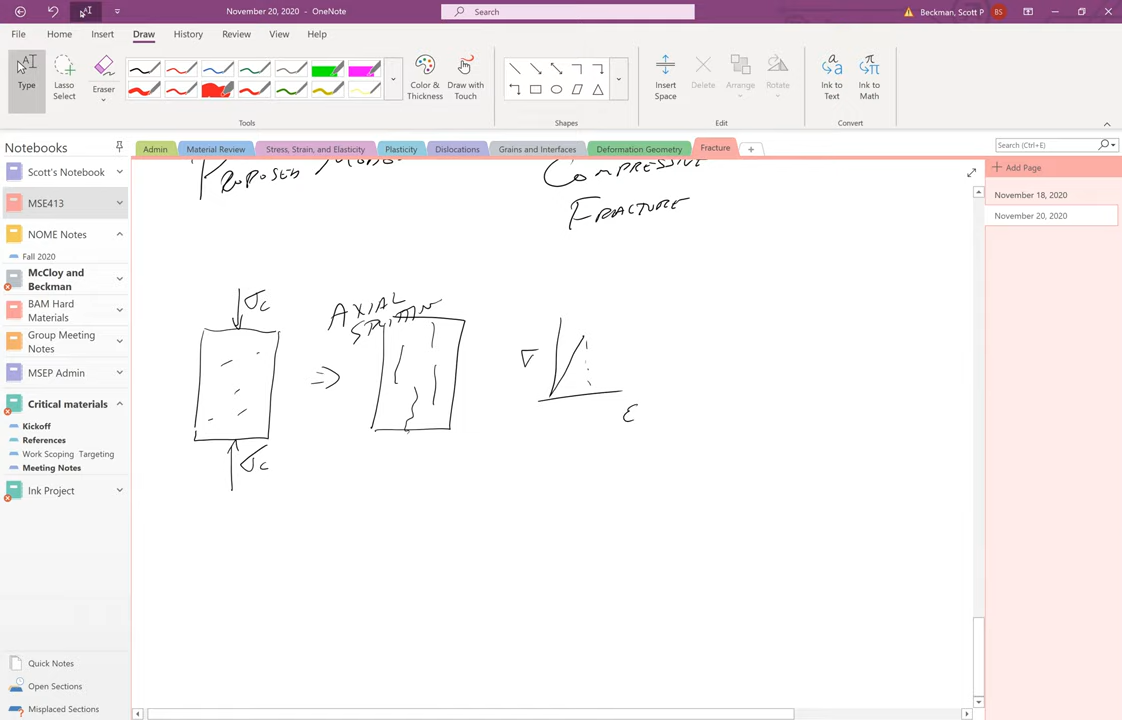 November 20, 2020 - OneNote
Search
Beckman, Scott P
BS
File
Home
Insert
Draw
History
Review
View
Help
Type
Lasso
Select
Eraser
Color &
Thickness
Draw with
Touch
Insert
Space
Delete
Arrange
Rotate
Ink to
Text
Ink to
Math
Tools
Shapes
Edit
Convert
Notebooks
Admin
Material Review
Stress, Strain, and Elasticity
Plasticity
Dislocations
Grains and Interfaces
Deformation Geometry
Fracture
Search (Ctrl+E)
Scott's Notebook
MSE413
NOME Notes
Fall 2020
McCloy and
Beckman
BAM Hard
Materials
Group Meeting
Notes
MSEP Admin
Critical materials
Kickoff
References
Work Scoping Targeting
Meeting Notes
Ink Project
Quick Notes
Open Sections
Misplaced Sections
Add Page
November 18, 2020
November 20, 2020
PROPOSED
COMPRESSIVE
FRACTURE
σc
AXIAL
⇒
σ
ε
σc